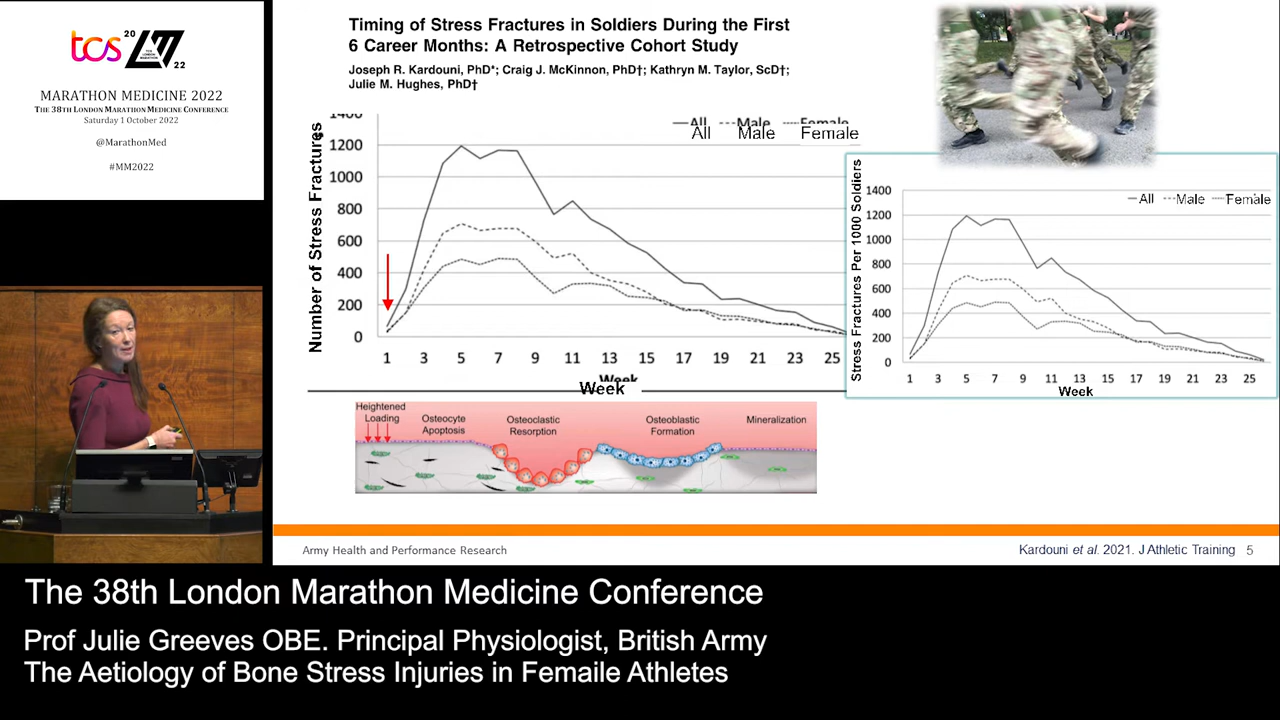 tcs
20
22
MARATHON MEDICINE 2022
THE 38TH LONDON MARATHON MEDICINE CONFERENCE
Saturday 1 October 2022
@MarathonMed
#MM2022
Timing of Stress Fractures in Soldiers During the First
6 Career Months: A Retrospective Cohort Study
Joseph R. Kardouni, PhD*; Craig J. McKinnon, PhD†; Kathryn M. Taylor, ScD†;
Julie M. Hughes, PhD†
Number of Stress Fractures
1400
1200
1000
800
600
400
200
0
All Male Female
All Male Female
1 3 5 7 9 11 13 15 17 19 21 23 25
Week
Week
Stress Fractures Per 1000 Soldiers
1400
1200
1000
800
600
400
200
0
All Male Female
1 3 5 7 9 11 13 15 17 19 21 23 25
Week
Heightened
Loading
Osteocyte
Apoptosis
Osteoclastic
Resorption
Osteoblastic
Formation
Mineralization
Army Health and Performance Research
Kardouni et al. 2021. J Athletic Training 5
The 38th London Marathon Medicine Conference
Prof Julie Greeves OBE. Principal Physiologist, British Army
The Aetiology of Bone Stress Injuries in Femaile Athletes